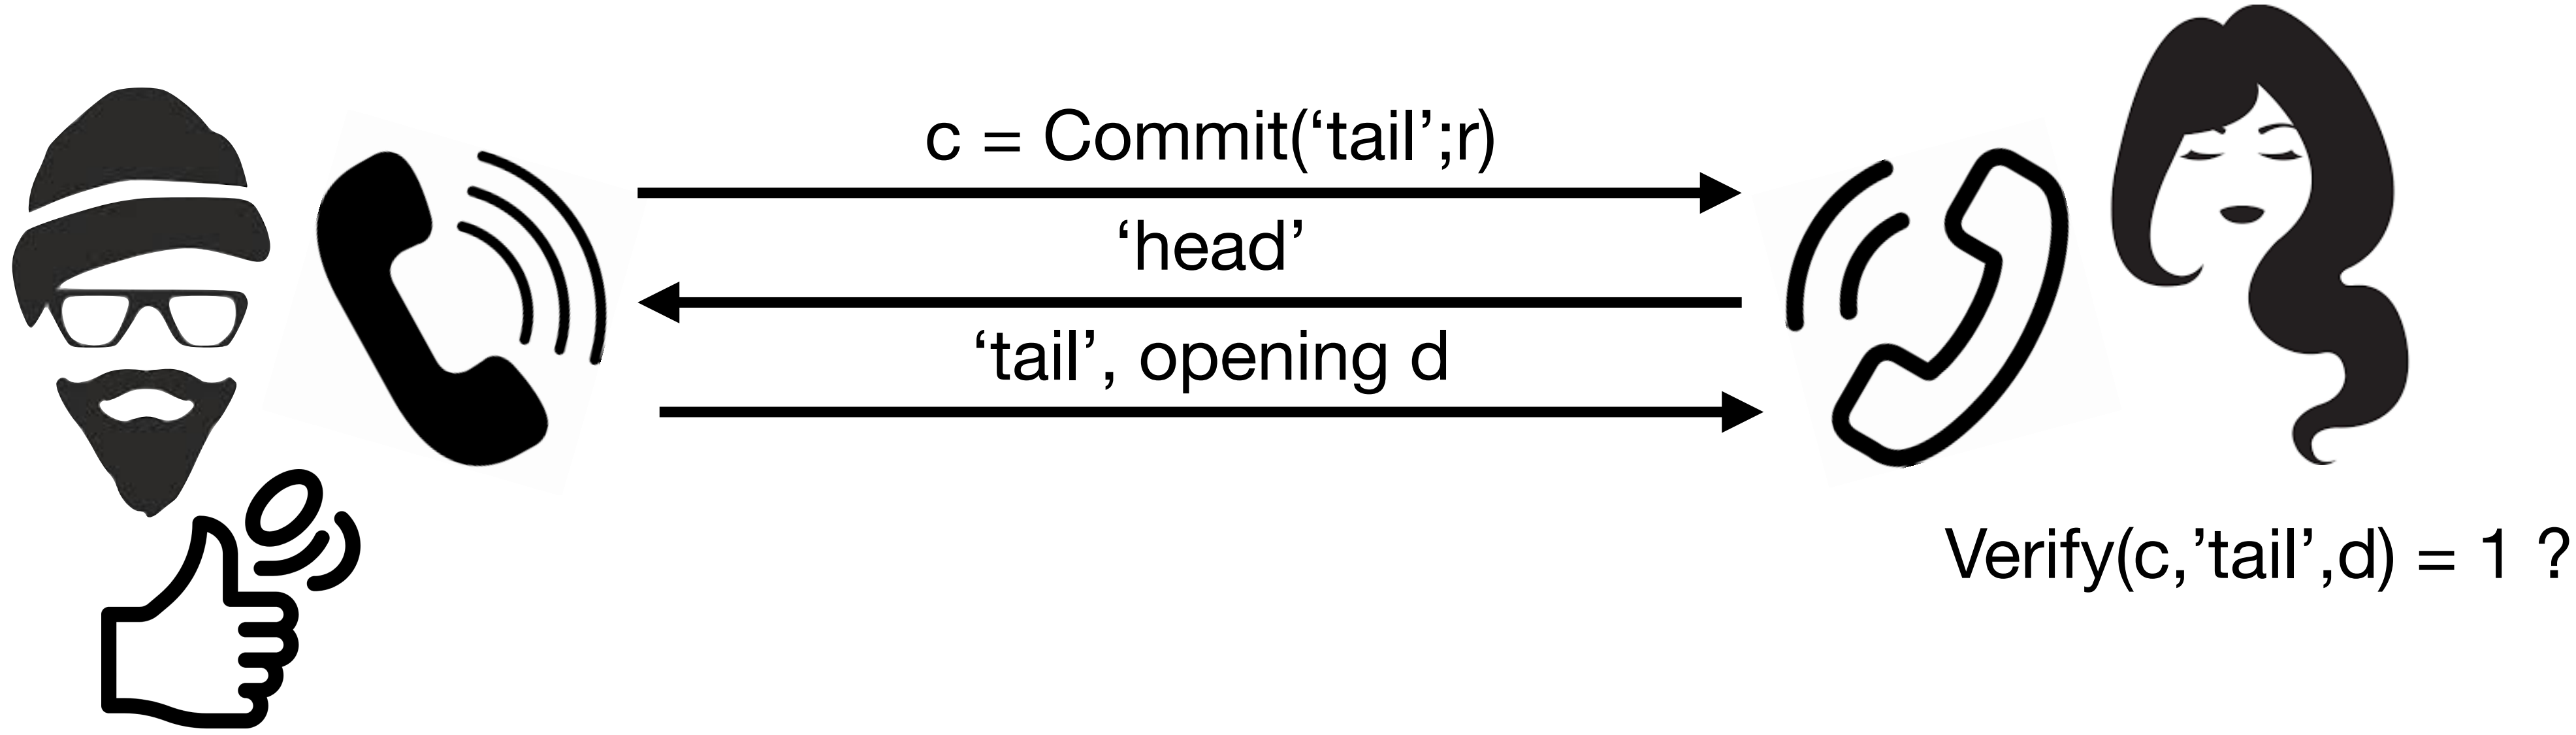 c = Commit(‘tail’;r)
‘head’
‘tail’, opening d
Verify(c,’tail’,d) = 1 ?